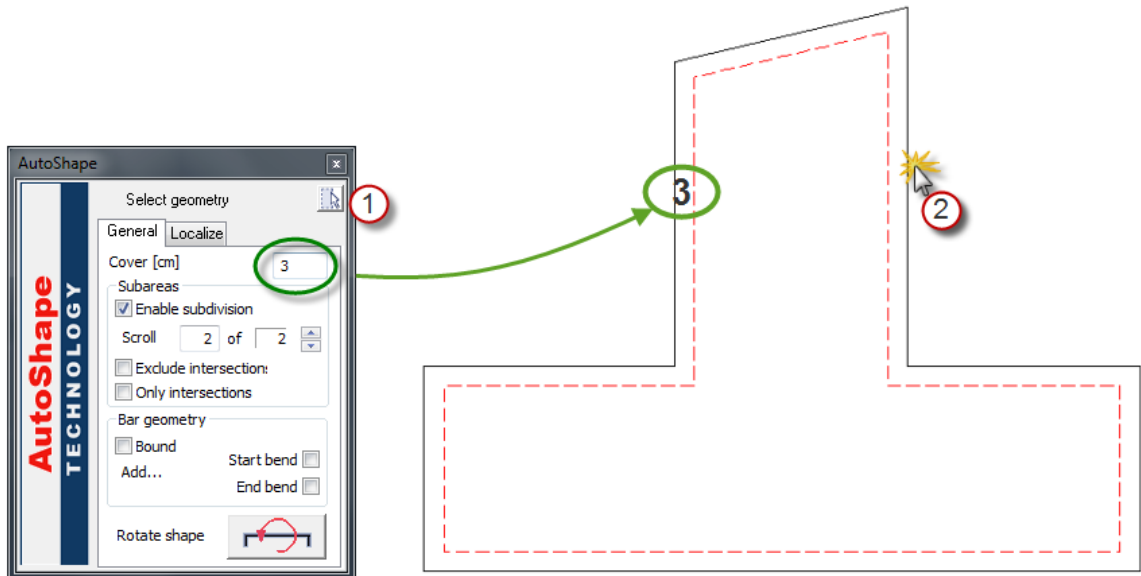 AutoShape
x
AutoShape
TECHNOLOGY
Select geometry
1
General Localize
Cover [cm] 3
Subareas
Enable subdivision
Scroll 2 of 2
Exclude intersection:
Only intersections
Bar geometry
Bound
Add...
Start bend
End bend
Rotate shape
3
2